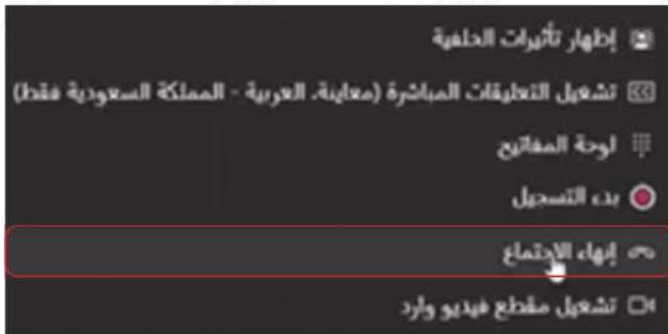 إظهار تأثيرات الخلفية
تشغيل التعليقات المباشرة (معاينة، العربية - المملكة السعودية فقط)
لوحة المفاتيح
بدء التسجيل
إنهاء الاجتماع
تشغيل مقطع فيديو وارد